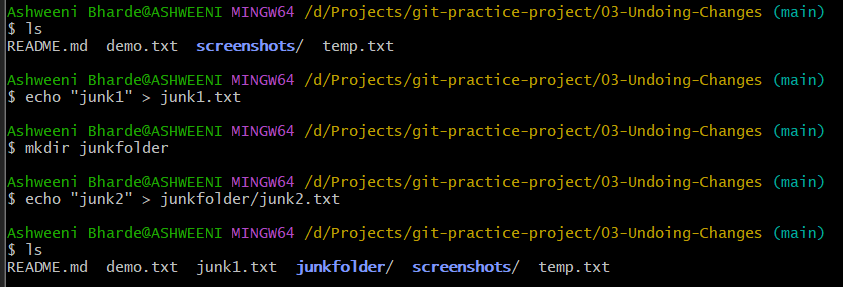 Ashweeni Bharde@ASHWEENI MINGW64 /d/Projects/git-practice-project/03-Undoing-Changes (main)
$ ls
README.md  demo.txt  screenshots/  temp.txt
Ashweeni Bharde@ASHWEENI MINGW64 /d/Projects/git-practice-project/03-Undoing-Changes (main)
$ echo "junk1" > junk1.txt
Ashweeni Bharde@ASHWEENI MINGW64 /d/Projects/git-practice-project/03-Undoing-Changes (main)
$ mkdir junkfolder
Ashweeni Bharde@ASHWEENI MINGW64 /d/Projects/git-practice-project/03-Undoing-Changes (main)
$ echo "junk2" > junkfolder/junk2.txt
Ashweeni Bharde@ASHWEENI MINGW64 /d/Projects/git-practice-project/03-Undoing-Changes (main)
$ ls
README.md  demo.txt  junk1.txt  junkfolder/  screenshots/  temp.txt